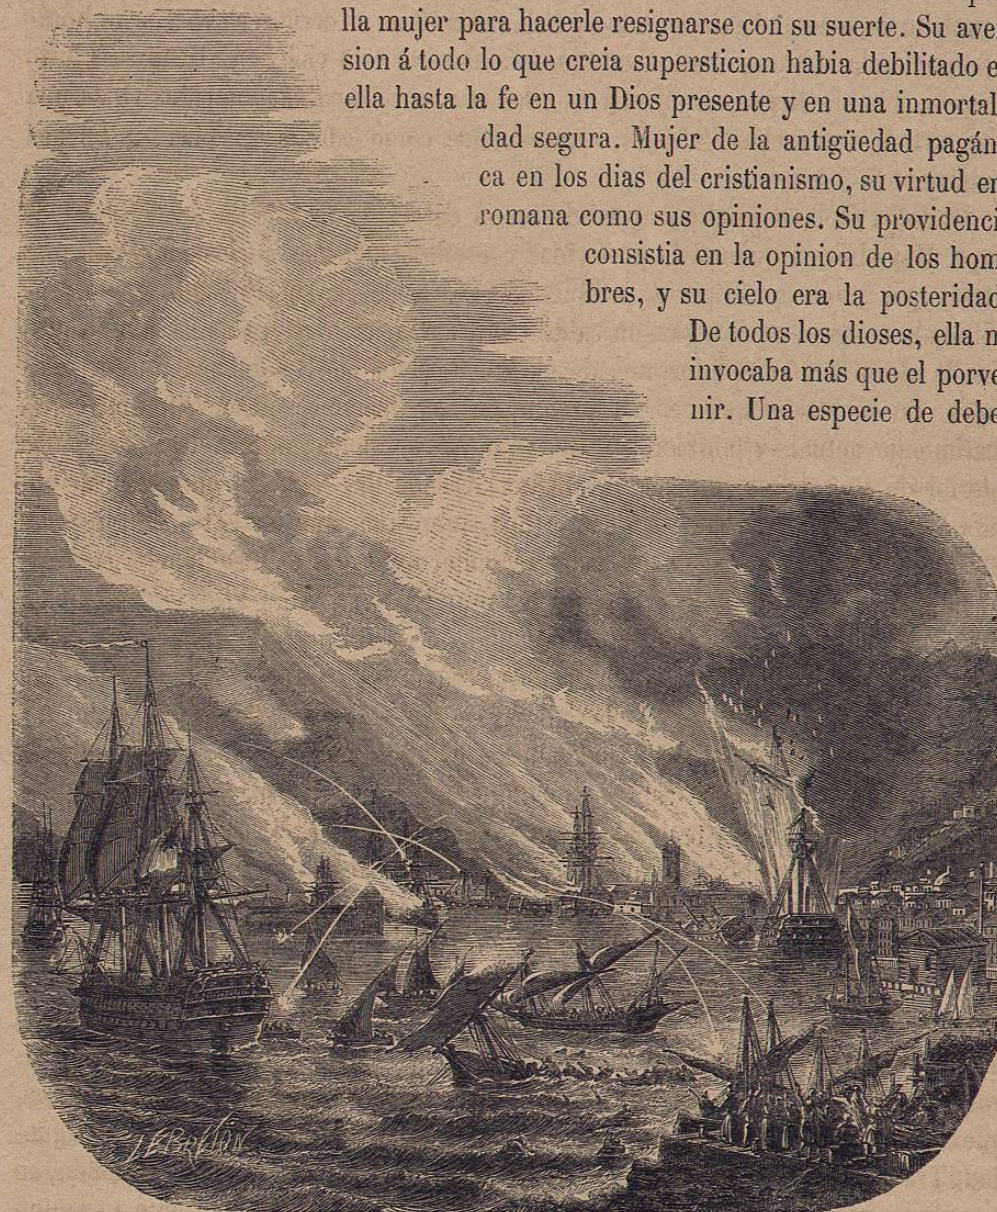 lla mujer para hacerle resignarse con su suerte. Su aver
sion á todo lo que creia supersticion habia debilitado e
ella hasta la fe en un Dios presente y en una inmortal
dad segura. Mujer de la antigüedad pagán
ca en los dias del cristianismo, su virtud er
romana como sus opiniones. Su providenci
consistia en la opinion de los hom
bres, y su cielo era la posteridad
De todos los dioses, ella n
invocaba más que el porve
nir. Una especie de debe
LEBRETON